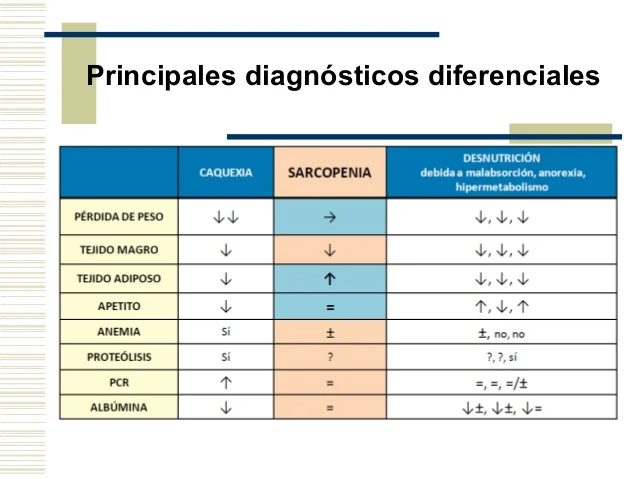 Principales diagnósticos diferenciales
CAQUEXIA SARCOPENIA DESNUTRICIÓN
debida a malabsorción, anorexia,
hipermetabolismo
PÉRDIDA DE PESO ↓↓ → ↓, ↓, ↓
TEJIDO MAGRO ↓ ↓ ↓, ↓, ↓
TEJIDO ADIPOSO ↓ ↑ ↓, ↓, ↓
APETITO ↓ = ↑, ↓, ↑
ANEMIA Sí ± ±, no, no
PROTEÓLISIS Sí ? ?, ?, sí
PCR ↑ = =, =, =/±
ALBÚMINA ↓ = ↓±, ↓±, ↓=